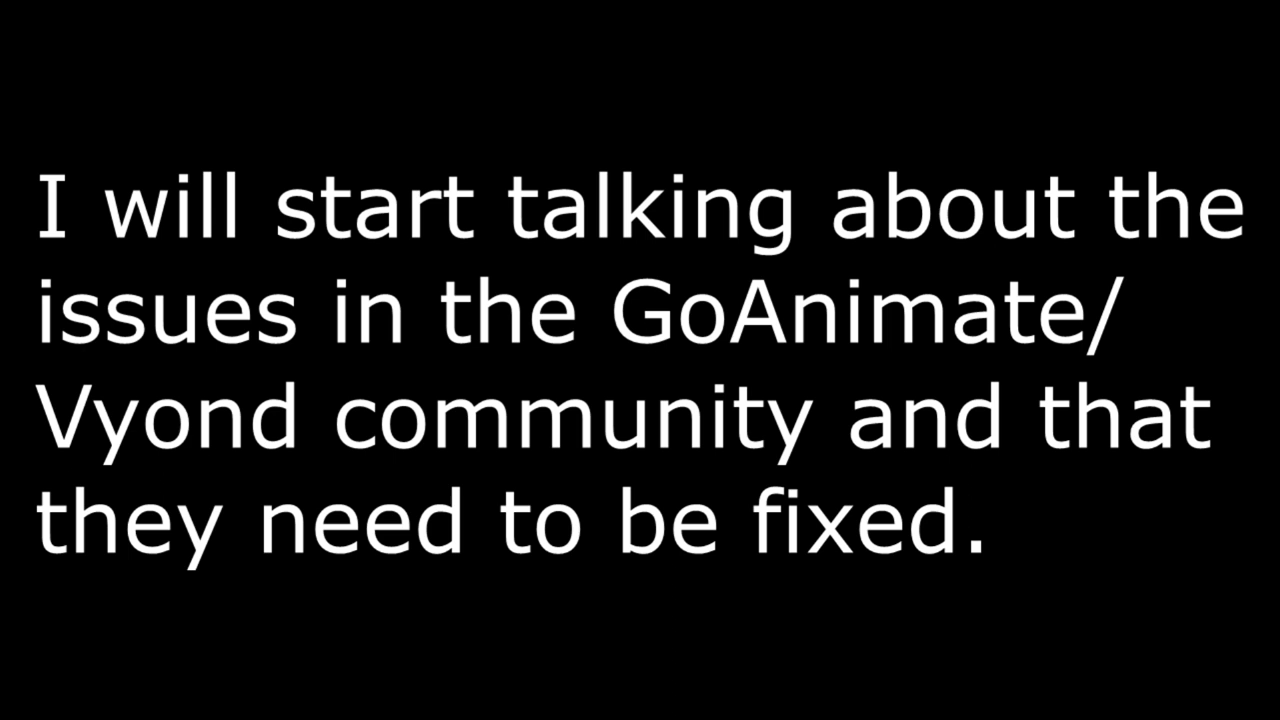 I will start talking about the
issues in the GoAnimate/
Vyond community and that
they need to be fixed.